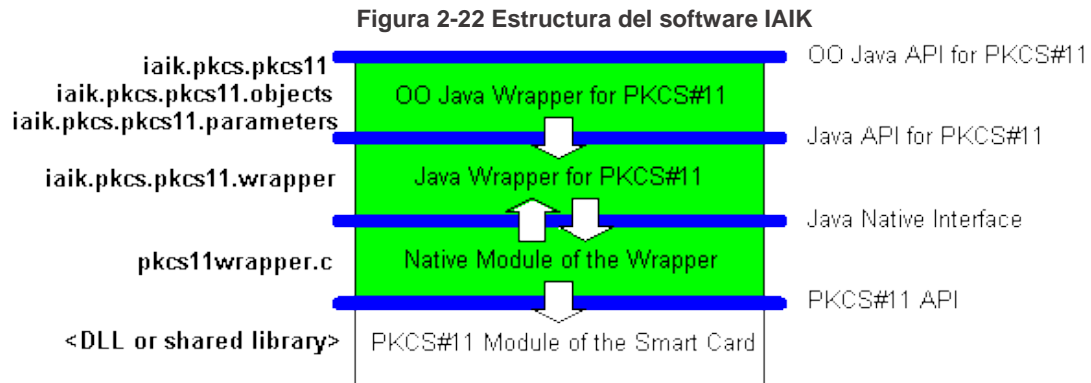 Figura 2-22 Estructura del software IAIK
OO Java API for PKCS#11
iaik.pkcs.pkcs11
iaik.pkcs.pkcs11.objects
iaik.pkcs.pkcs11.parameters
OO Java Wrapper for PKCS#11
Java API for PKCS#11
iaik.pkcs.pkcs11.wrapper
Java Wrapper for PKCS#11
Java Native Interface
pkcs11wrapper.c
Native Module of the Wrapper
PKCS#11 API
<DLL or shared library>
PKCS#11 Module of the Smart Card